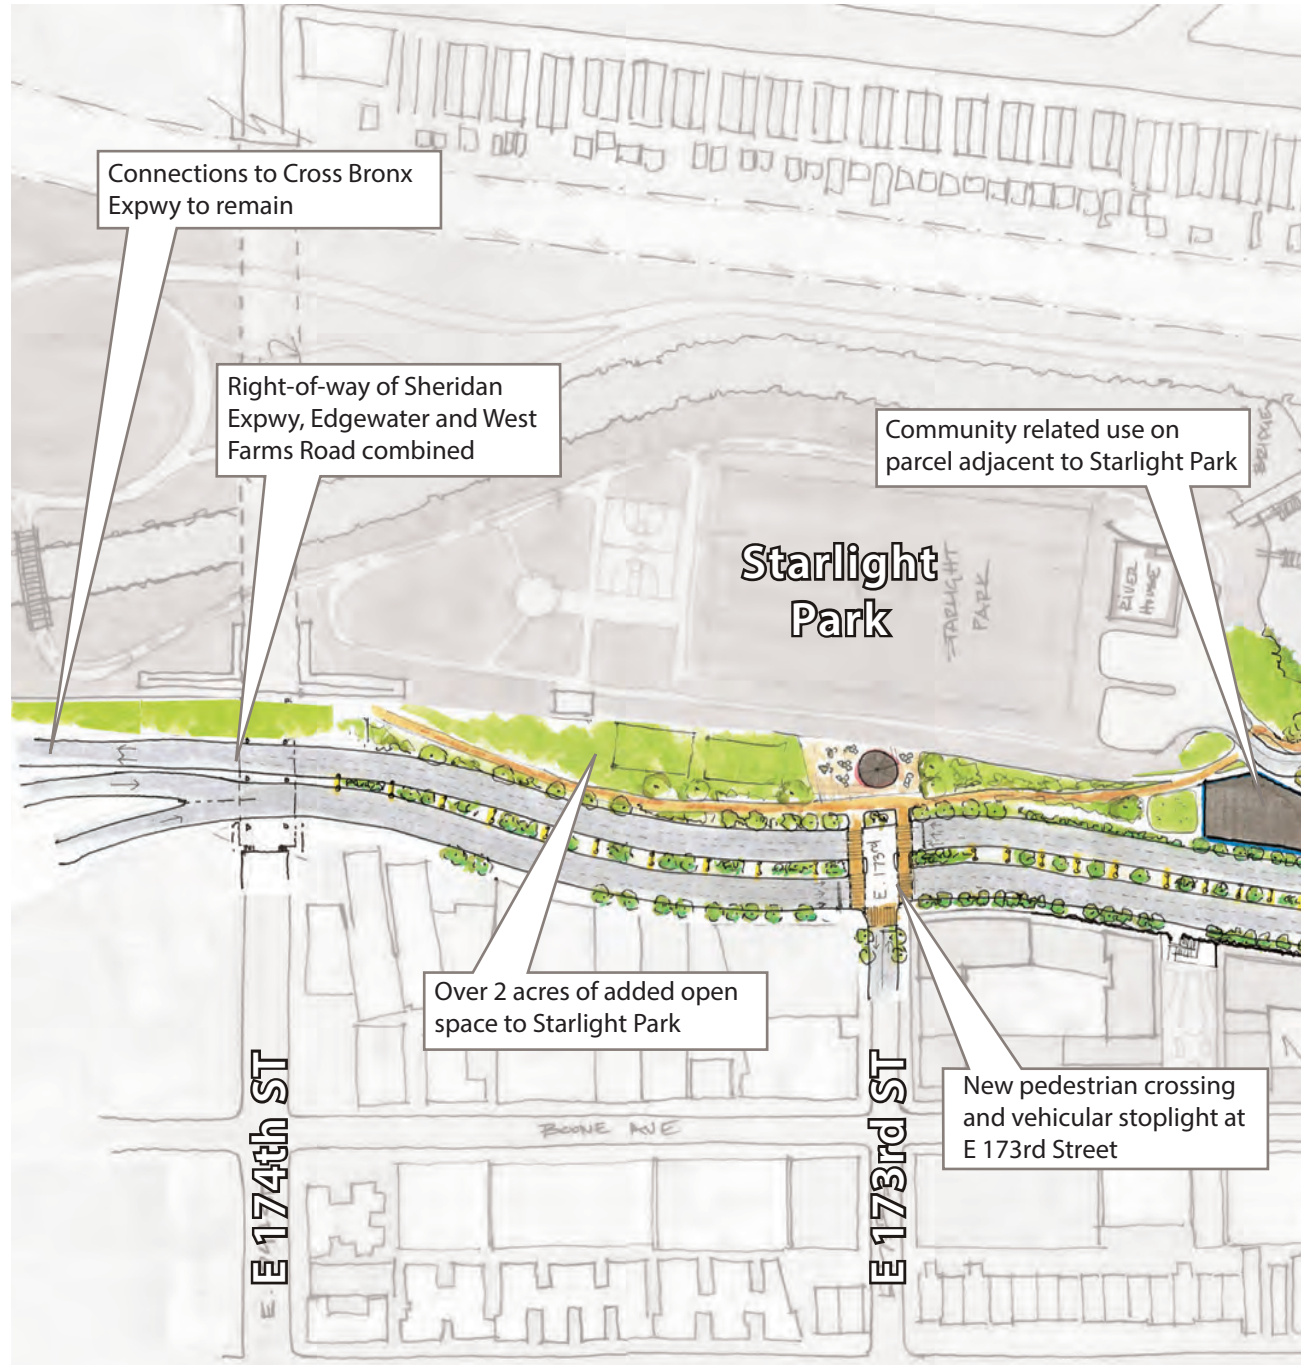 Connections to Cross Bronx
Expwy to remain
Right-of-way of Sheridan
Expwy, Edgewater and West
Farms Road combined
Community related use on
parcel adjacent to Starlight Park
BRIDGE
Starlight
Park
STARLIGHT
PARK
RIVER
HOUSE
E. 173rd
Over 2 acres of added open
space to Starlight Park
New pedestrian crossing
and vehicular stoplight at
E 173rd Street
E 174th ST
E 173rd ST
BOONE AVE